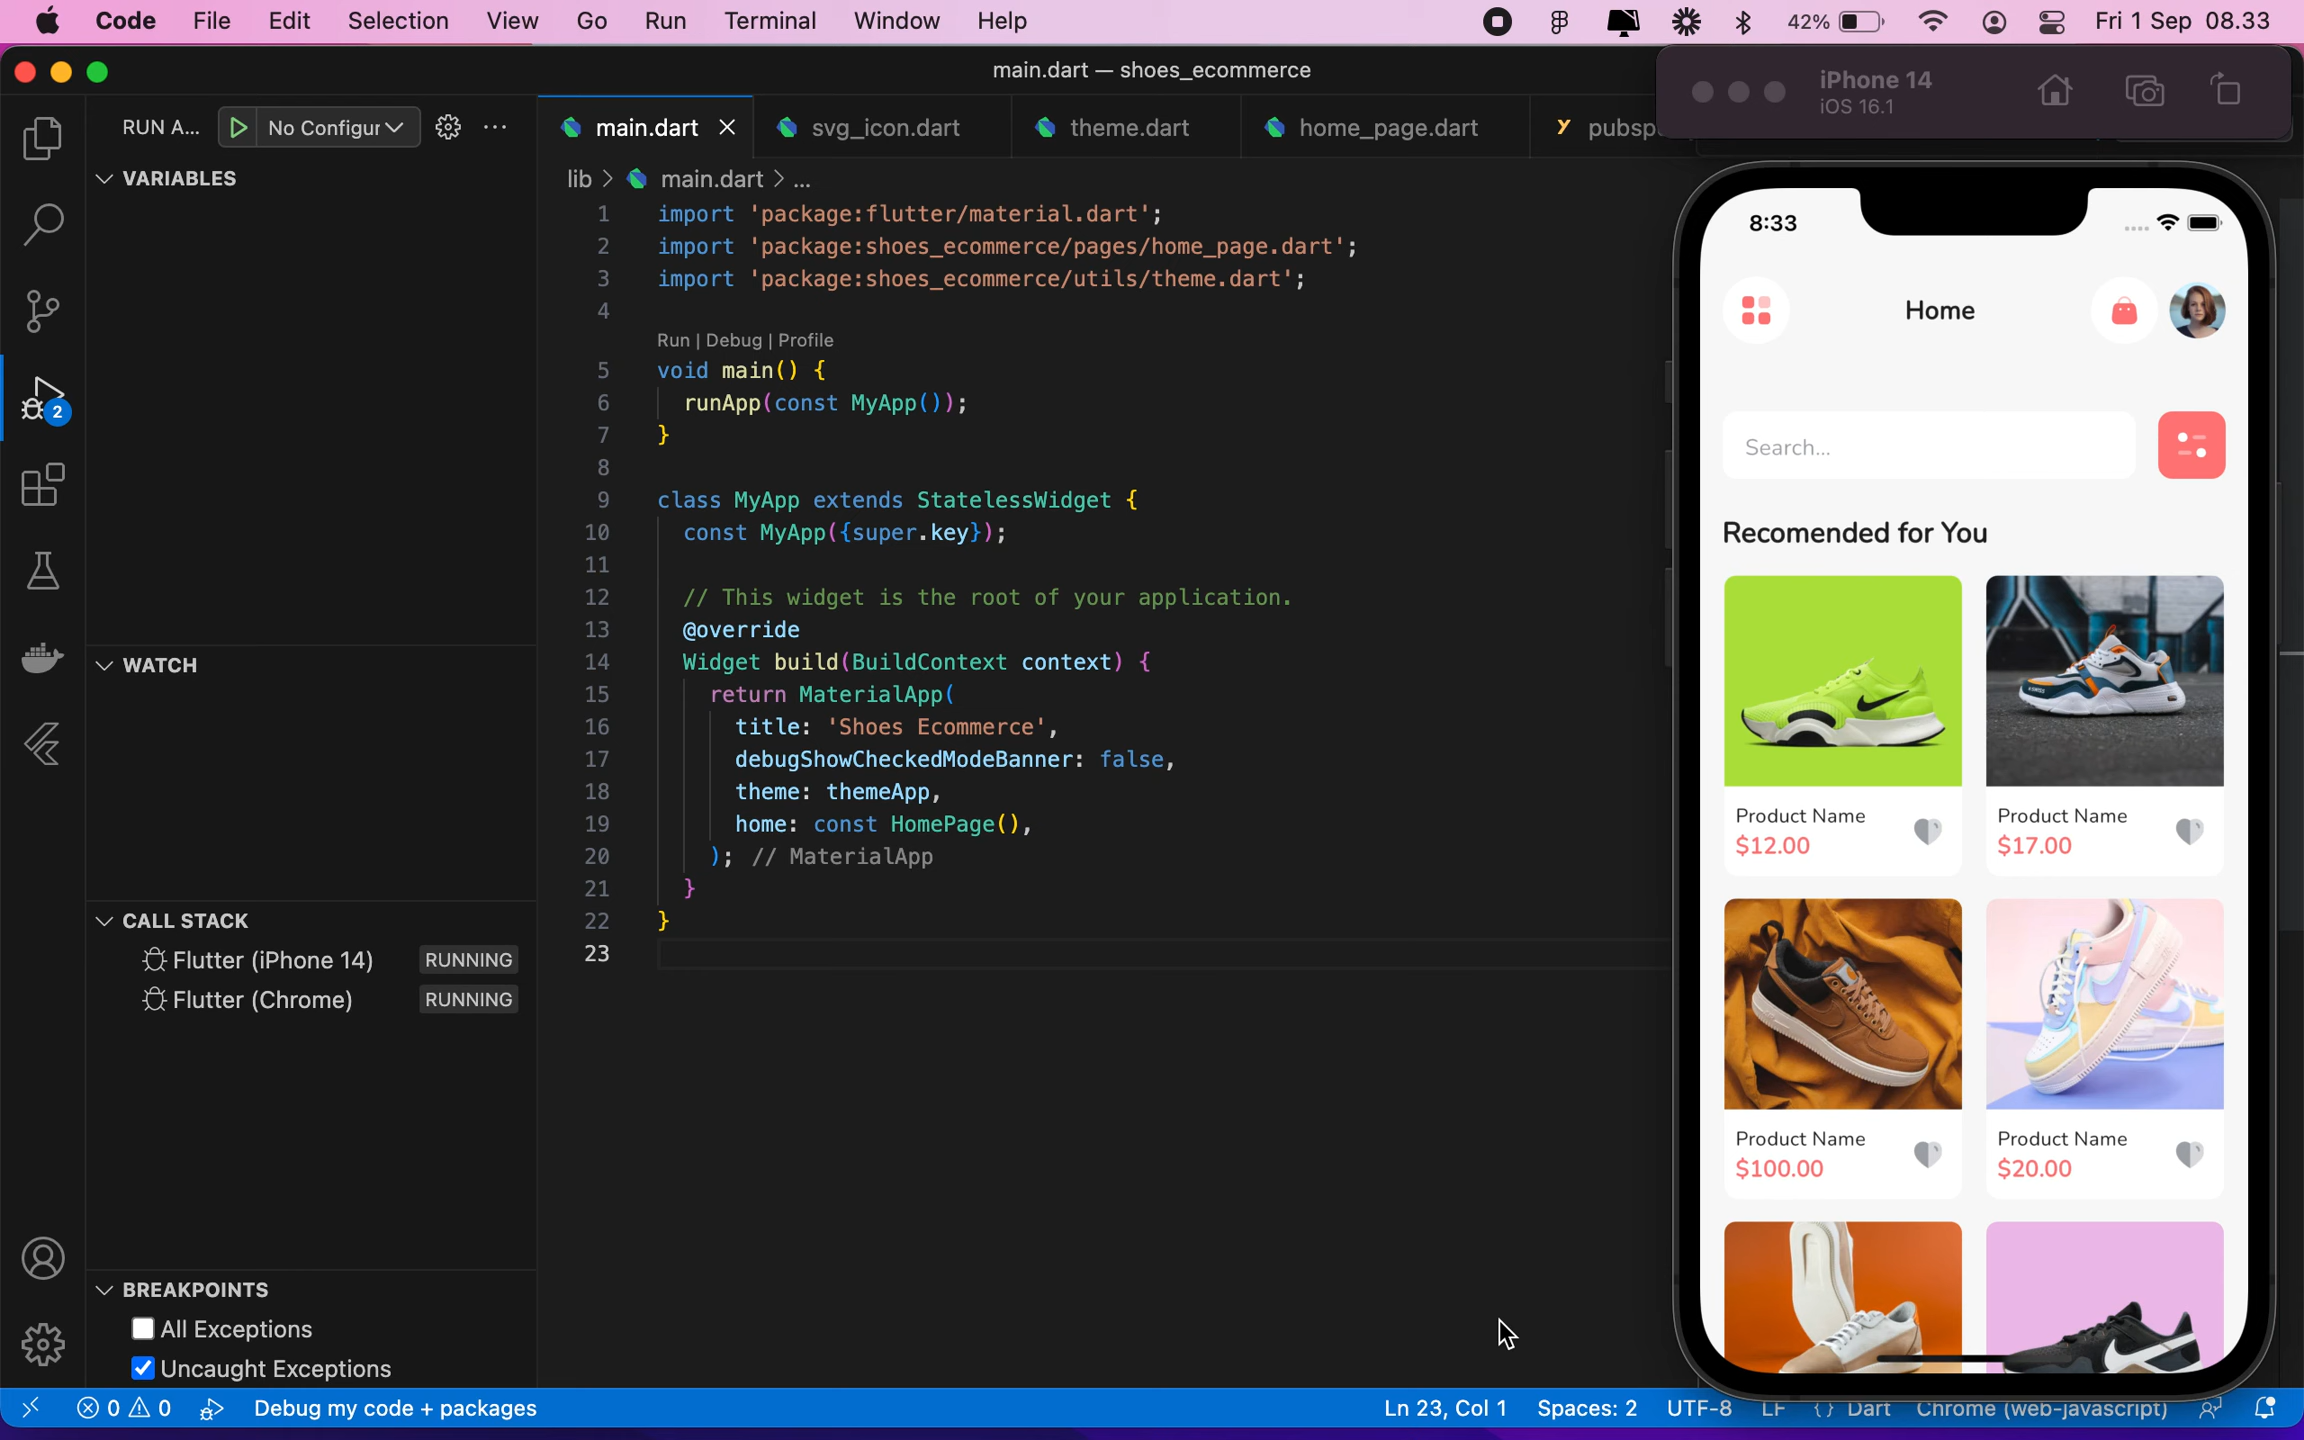 Code File Edit Selection View Go Run Terminal Window Help 42% Fri 1 Sep 08.33
main.dart — shoes_ecommerce
RUN A... No Configur
main.dart svg_icon.dart theme.dart home_page.dart
VARIABLES
lib > main.dart > ...
1 import 'package:flutter/material.dart';
2 import 'package:shoes_ecommerce/pages/home_page.dart';
3 import 'package:shoes_ecommerce/utils/theme.dart';
4
Run | Debug | Profile
5 void main() {
6 runApp(const MyApp());
7 }
8
9 class MyApp extends StatelessWidget {
10 const MyApp({super.key});
11
12 // This widget is the root of your application.
13 @override
14 Widget build(BuildContext context) {
15 return MaterialApp(
16 title: 'Shoes Ecommerce',
17 debugShowCheckedModeBanner: false,
18 theme: themeApp,
19 home: const HomePage(),
20 ); // MaterialApp
21 }
22 }
23
WATCH
CALL STACK
Flutter (iPhone 14) RUNNING
Flutter (Chrome) RUNNING
BREAKPOINTS
All Exceptions
Uncaught Exceptions
2
iPhone 14
iOS 16.1
8:33
Home
Search...
Recomended for You
Product Name
$12.00
Product Name
$17.00
Product Name
$100.00
Product Name
$20.00
0 0 Debug my code + packages Ln 23, Col 1 Spaces: 2 UTF-8 LF {} Dart Chrome (web-javascript)